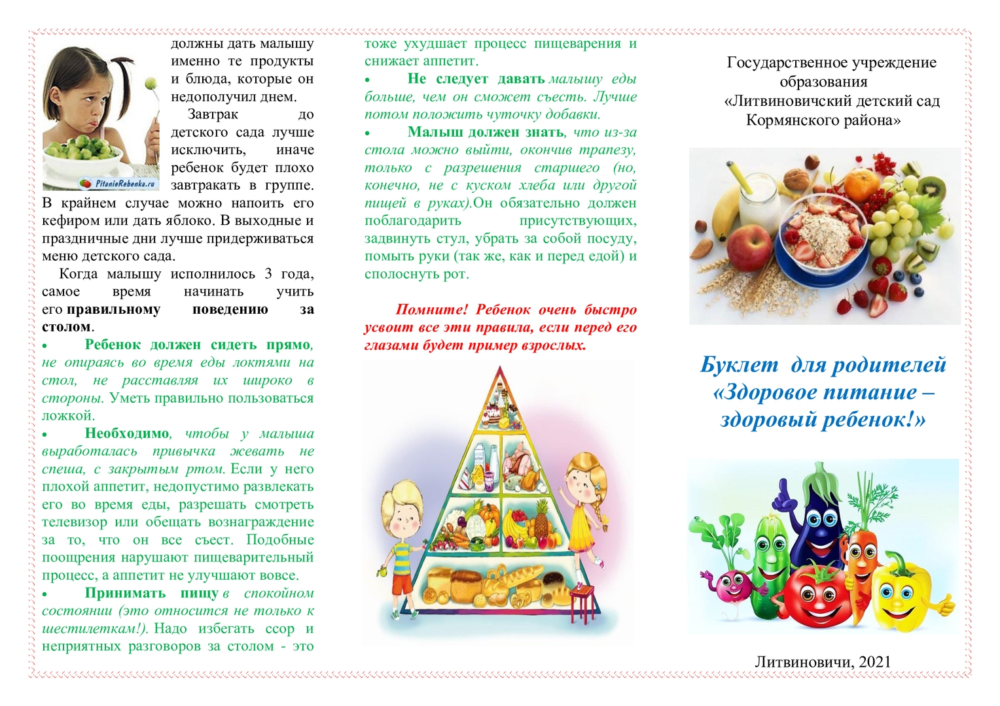 должны дать малышу
именно те продукты
и блюда, которые он
недополучил днем.
Завтрак до
детского сада лучше
исключить, иначе
ребенок будет плохо
завтракать в группе.
PitanieRebenka.ru
В крайнем случае можно напоить его
кефиром или дать яблоко. В выходные и
праздничные дни лучше придерживаться
меню детского сада.
Когда малышу исполнилось 3 года,
самое время начинать учить
его правильному поведению за
столом.
• Ребенок должен сидеть прямо,
не опираясь во время еды локтями на
стол, не расставляя их широко в
стороны. Уметь правильно пользоваться
ложкой.
• Необходимо, чтобы у малыша
выработалась привычка жевать не
спеша, с закрытым ртом. Если у него
плохой аппетит, недопустимо развлекать
его во время еды, разрешать смотреть
телевизор или обещать вознаграждение
за то, что он все съест. Подобные
поощрения нарушают пищеварительный
процесс, а аппетит не улучшают вовсе.
• Принимать пищу в спокойном
состоянии (это относится не только к
шестилеткам!). Надо избегать ссор и
неприятных разговоров за столом - это
тоже ухудшает процесс пищеварения и
снижает аппетит.
• Не следует давать малышу еды
больше, чем он сможет съесть. Лучше
потом положить чуточку добавки.
• Малыш должен знать, что из-за
стола можно выйти, окончив трапезу,
только с разрешения старшего (но,
конечно, не с куском хлеба или другой
пищей в руках).Он обязательно должен
поблагодарить присутствующих,
задвинуть стул, убрать за собой посуду,
помыть руки (так же, как и перед едой) и
сполоснуть рот.
Помните! Ребенок очень быстро
усвоит все эти правила, если перед его
глазами будет пример взрослых.
Государственное учреждение
образования
«Литвиновичский детский сад
Кормянского района»
Буклет для родителей
«Здоровое питание –
здоровый ребенок!»
Литвиновичи, 2021